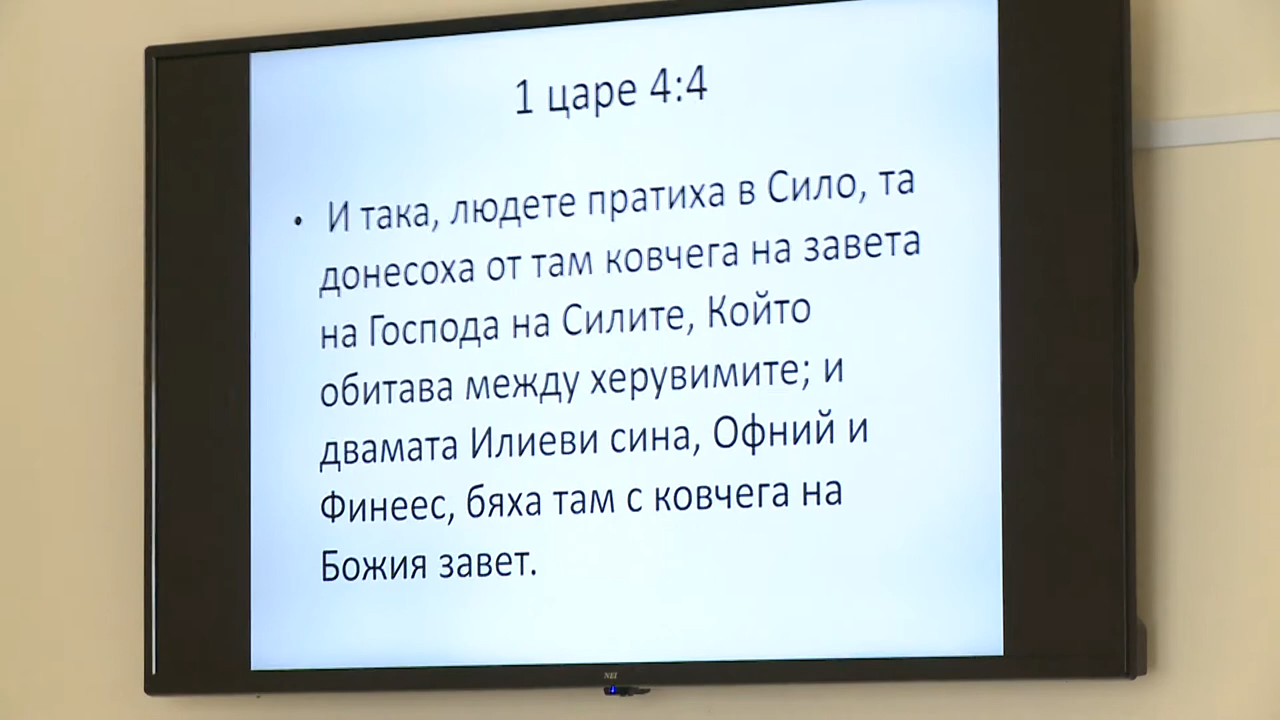 1 царе 4:4
• И така, людете пратиха в Сило, та
донесоха от там ковчега на завета
на Господа на Силите, Който
обитава между херувимите; и
двамата Илиеви сина, Офний и
Финеес, бяха там с ковчега на
Божия завет.
NEI